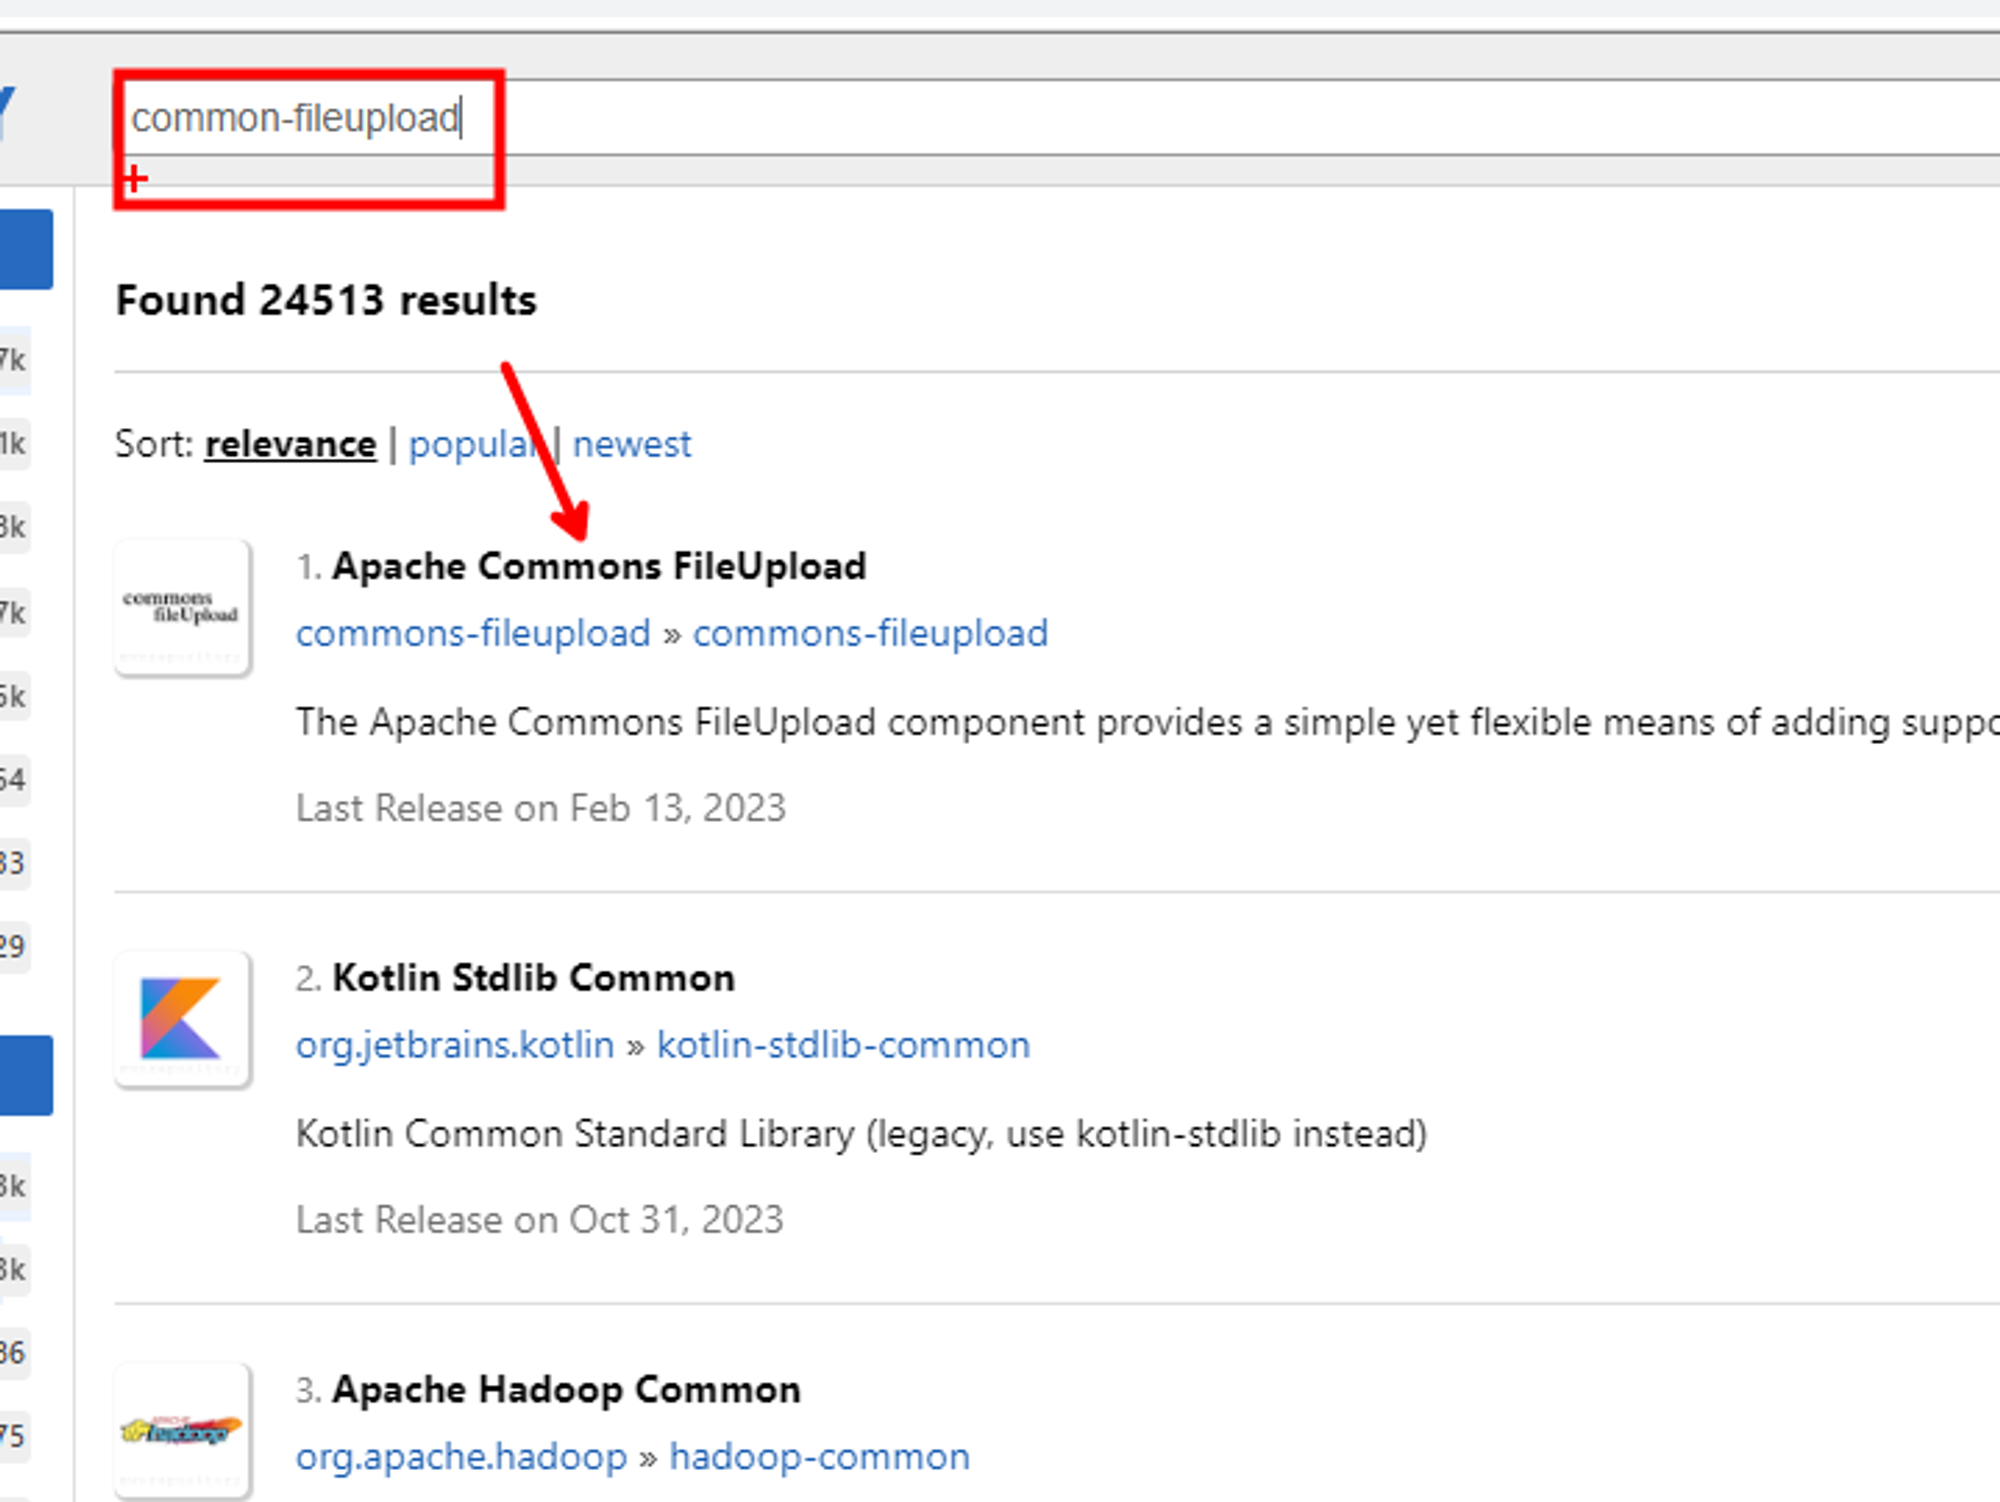 common-fileupload
Found 24513 results
Sort: relevance | popular | newest
1. Apache Commons FileUpload
commons
fileUpload
commons-fileupload » commons-fileupload
The Apache Commons FileUpload component provides a simple yet flexible means of adding suppo
Last Release on Feb 13, 2023
2. Kotlin Stdlib Common
org.jetbrains.kotlin » kotlin-stdlib-common
Kotlin Common Standard Library (legacy, use kotlin-stdlib instead)
Last Release on Oct 31, 2023
3. Apache Hadoop Common
APACHE
hadoop
org.apache.hadoop » hadoop-common
7k
1k
3k
7k
5k
54
33
29
3k
3k
36
75